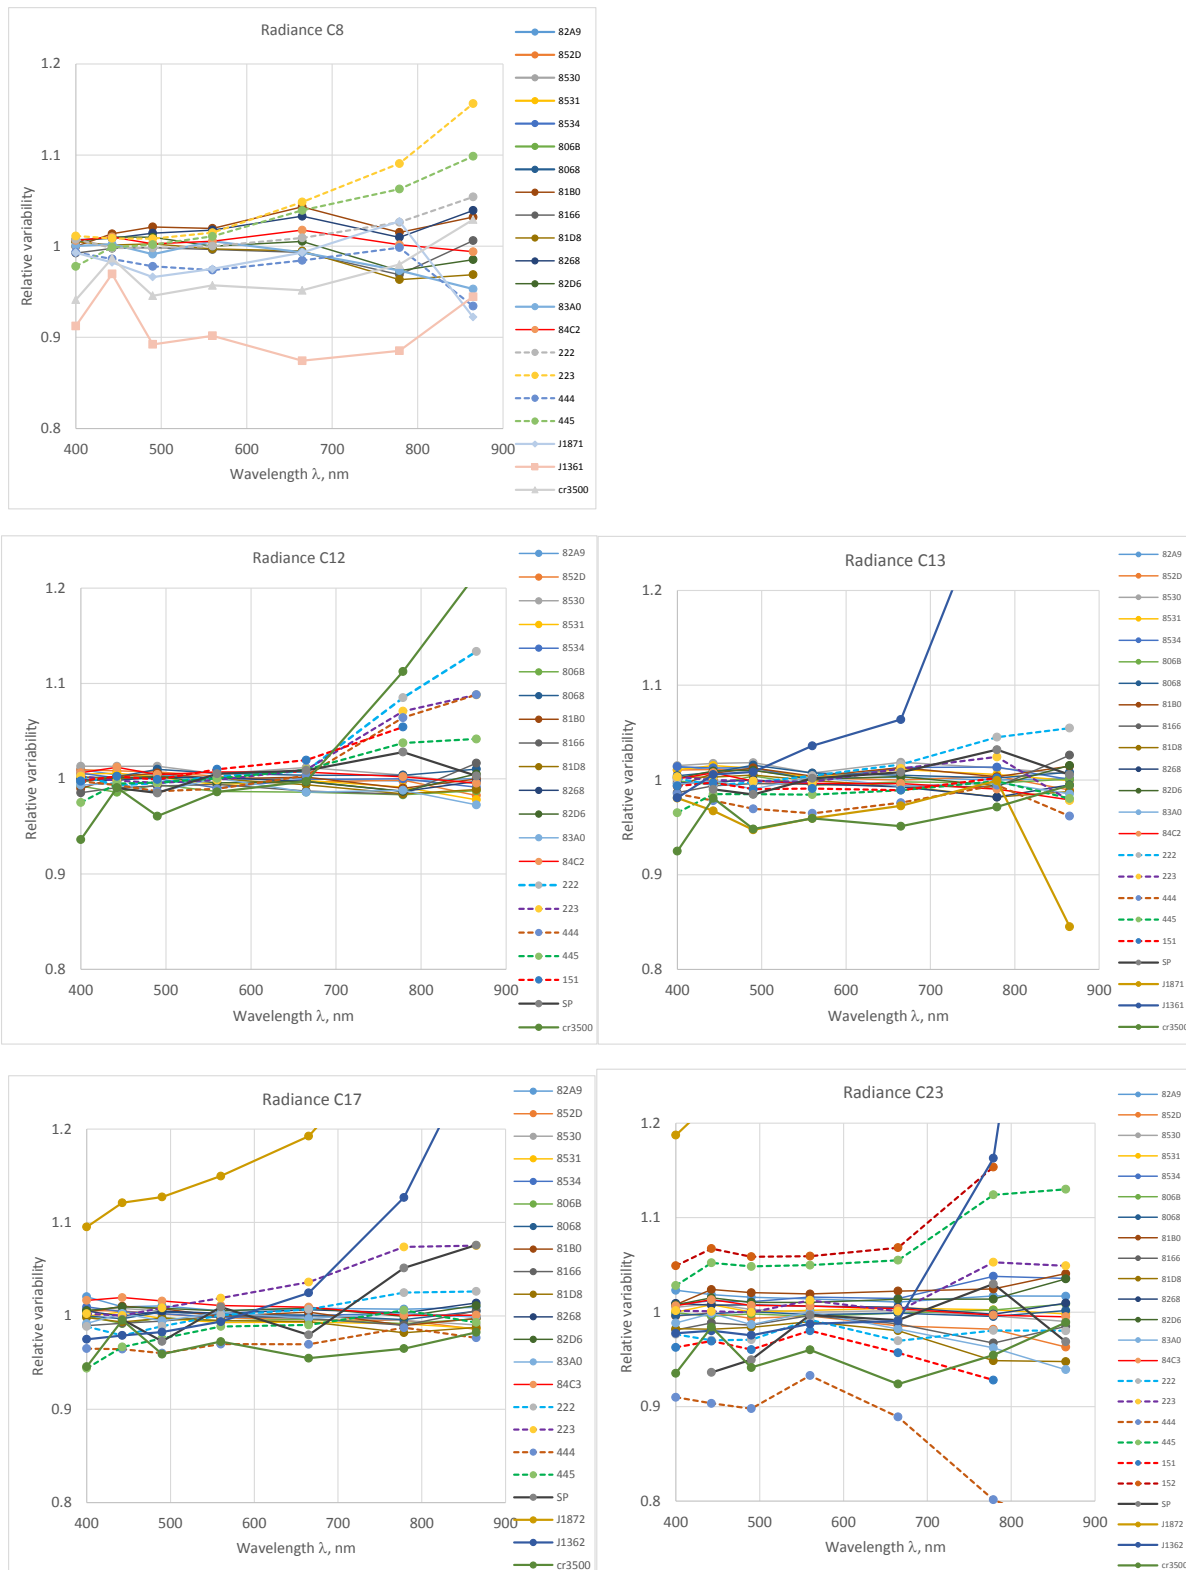 Radiance C8
1.2
1.1
1
0.9
0.8
Relative variability
400
500
600
700
800
900
Wavelength λ, nm
82A9
852D
8530
8531
8534
806B
8068
81B0
8166
81D8
8268
82D6
83A0
84C2
222
223
444
445
J1871
J1361
cr3500
Radiance C12
1.2
1.1
1
0.9
0.8
Relative variability
400
500
600
700
800
900
Wavelength λ, nm
82A9
852D
8530
8531
8534
806B
8068
81B0
8166
81D8
8268
82D6
83A0
84C2
222
223
444
445
151
SP
cr3500
Radiance C13
1.2
1.1
1
0.9
0.8
Relative variability
400
500
600
700
800
900
Wavelength λ, nm
82A9
852D
8530
8531
8534
806B
8068
81B0
8166
81D8
8268
82D6
83A0
84C2
222
223
444
445
151
SP
J1871
J1361
cr3500
Radiance C17
1.2
1.1
1
0.9
0.8
Relative variability
400
500
600
700
800
900
Wavelength λ, nm
82A9
852D
8530
8531
8534
806B
8068
81B0
8166
81D8
8268
82D6
83A0
84C3
222
223
444
445
SP
J1872
J1362
cr3500
Radiance C23
1.2
1.1
1
0.9
0.8
Relative variability
400
500
600
700
800
900
Wavelength λ, nm
82A9
852D
8530
8531
8534
806B
8068
81B0
8166
81D8
8268
82D6
83A0
84C3
222
223
444
445
151
152
SP
J1872
J1362
cr3500